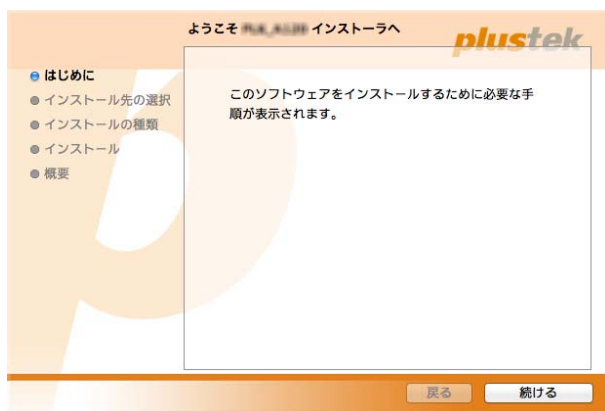 ようこそ インストーラへ
plustek
はじめに
インストール先の選択
インストールの種類
インストール
概要
このソフトウェアをインストールするために必要な手
順が表示されます。
戻る
続ける